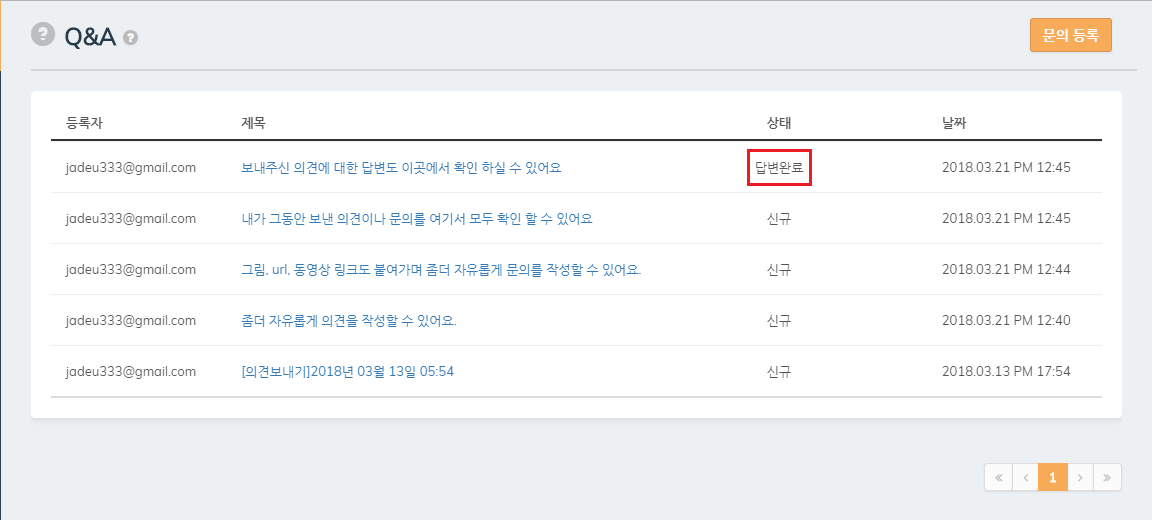 Q&A
문의 등록
등록자 제목 상태 날짜
jadeu333@gmail.com 보내주신 의견에 대한 답변도 이곳에서 확인 하실 수 있어요 답변완료 2018.03.21 PM 12:45
jadeu333@gmail.com 내가 그동안 보낸 의견이나 문의를 여기서 모두 확인 할 수 있어요 신규 2018.03.21 PM 12:45
jadeu333@gmail.com 그림, url, 동영상 링크도 붙여가며 좀더 자유롭게 문의를 작성할 수 있어요. 신규 2018.03.21 PM 12:44
jadeu333@gmail.com 좀더 자유롭게 의견을 작성할 수 있어요. 신규 2018.03.21 PM 12:40
jadeu333@gmail.com [의견보내기]2018년 03월 13일 05:54 신규 2018.03.13 PM 17:54
« ‹ 1 › »